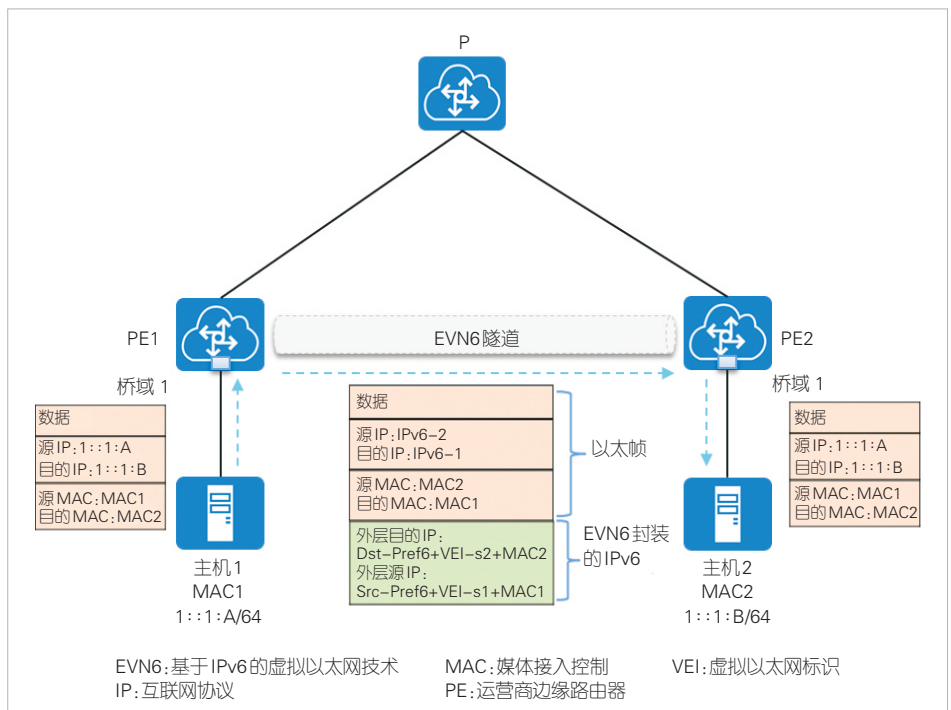 P
PE1
EVN6隧道
PE2
桥域 1
桥域 1
数据
源IP:1::1:A
目的IP:1::1:B
源MAC:MAC1
目的MAC:MAC2
数据
源IP:IPv6-2
目的IP:IPv6-1
源MAC:MAC2
目的MAC:MAC1
外层目的IP:
Dst-Pref6+VEI-s2+MAC2
外层源IP:
Src-Pref6+VEI-s1+MAC1
以太帧
EVN6封装
的IPv6
数据
源IP:1::1:A
目的IP:1::1:B
源MAC:MAC1
目的MAC:MAC2
主机1
MAC1
1::1:A/64
主机2
MAC2
1::1:B/64
EVN6:基于IPv6的虚拟以太网技术
MAC:媒体接入控制
VEI:虚拟以太网标识
IP:互联网协议
PE:运营商边缘路由器